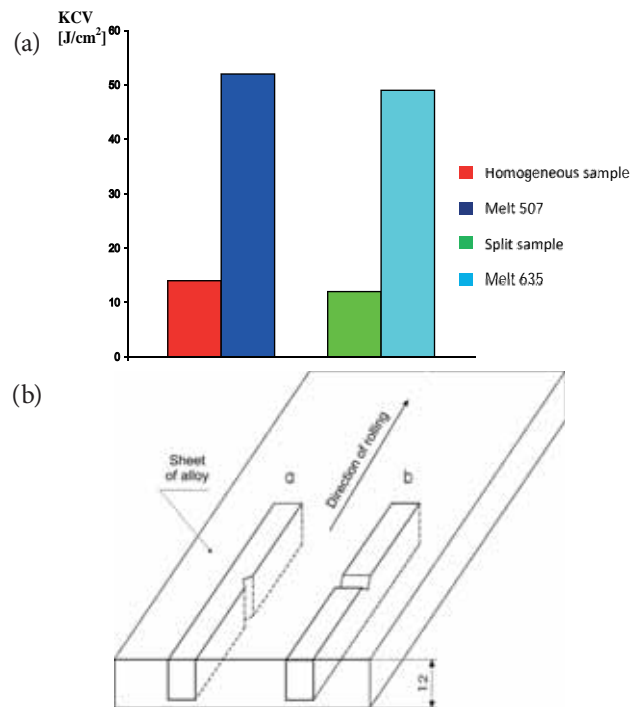 (a)
KCV
[J/cm²]
60
50
40
30
20
10
0
Homogeneous sample
Melt 507
Split sample
Melt 635
(b)
Sheet
of alloy
a
Direction of rolling
b
12